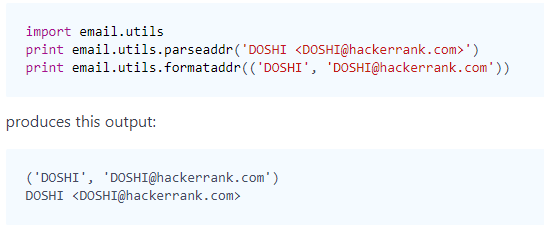 import email.utils
print email.utils.parseaddr('DOSHI <DOSHI@hackerrank.com>')
print email.utils.formataddr(('DOSHI', 'DOSHI@hackerrank.com'))
produces this output:
('DOSHI', 'DOSHI@hackerrank.com')
DOSHI <DOSHI@hackerrank.com>